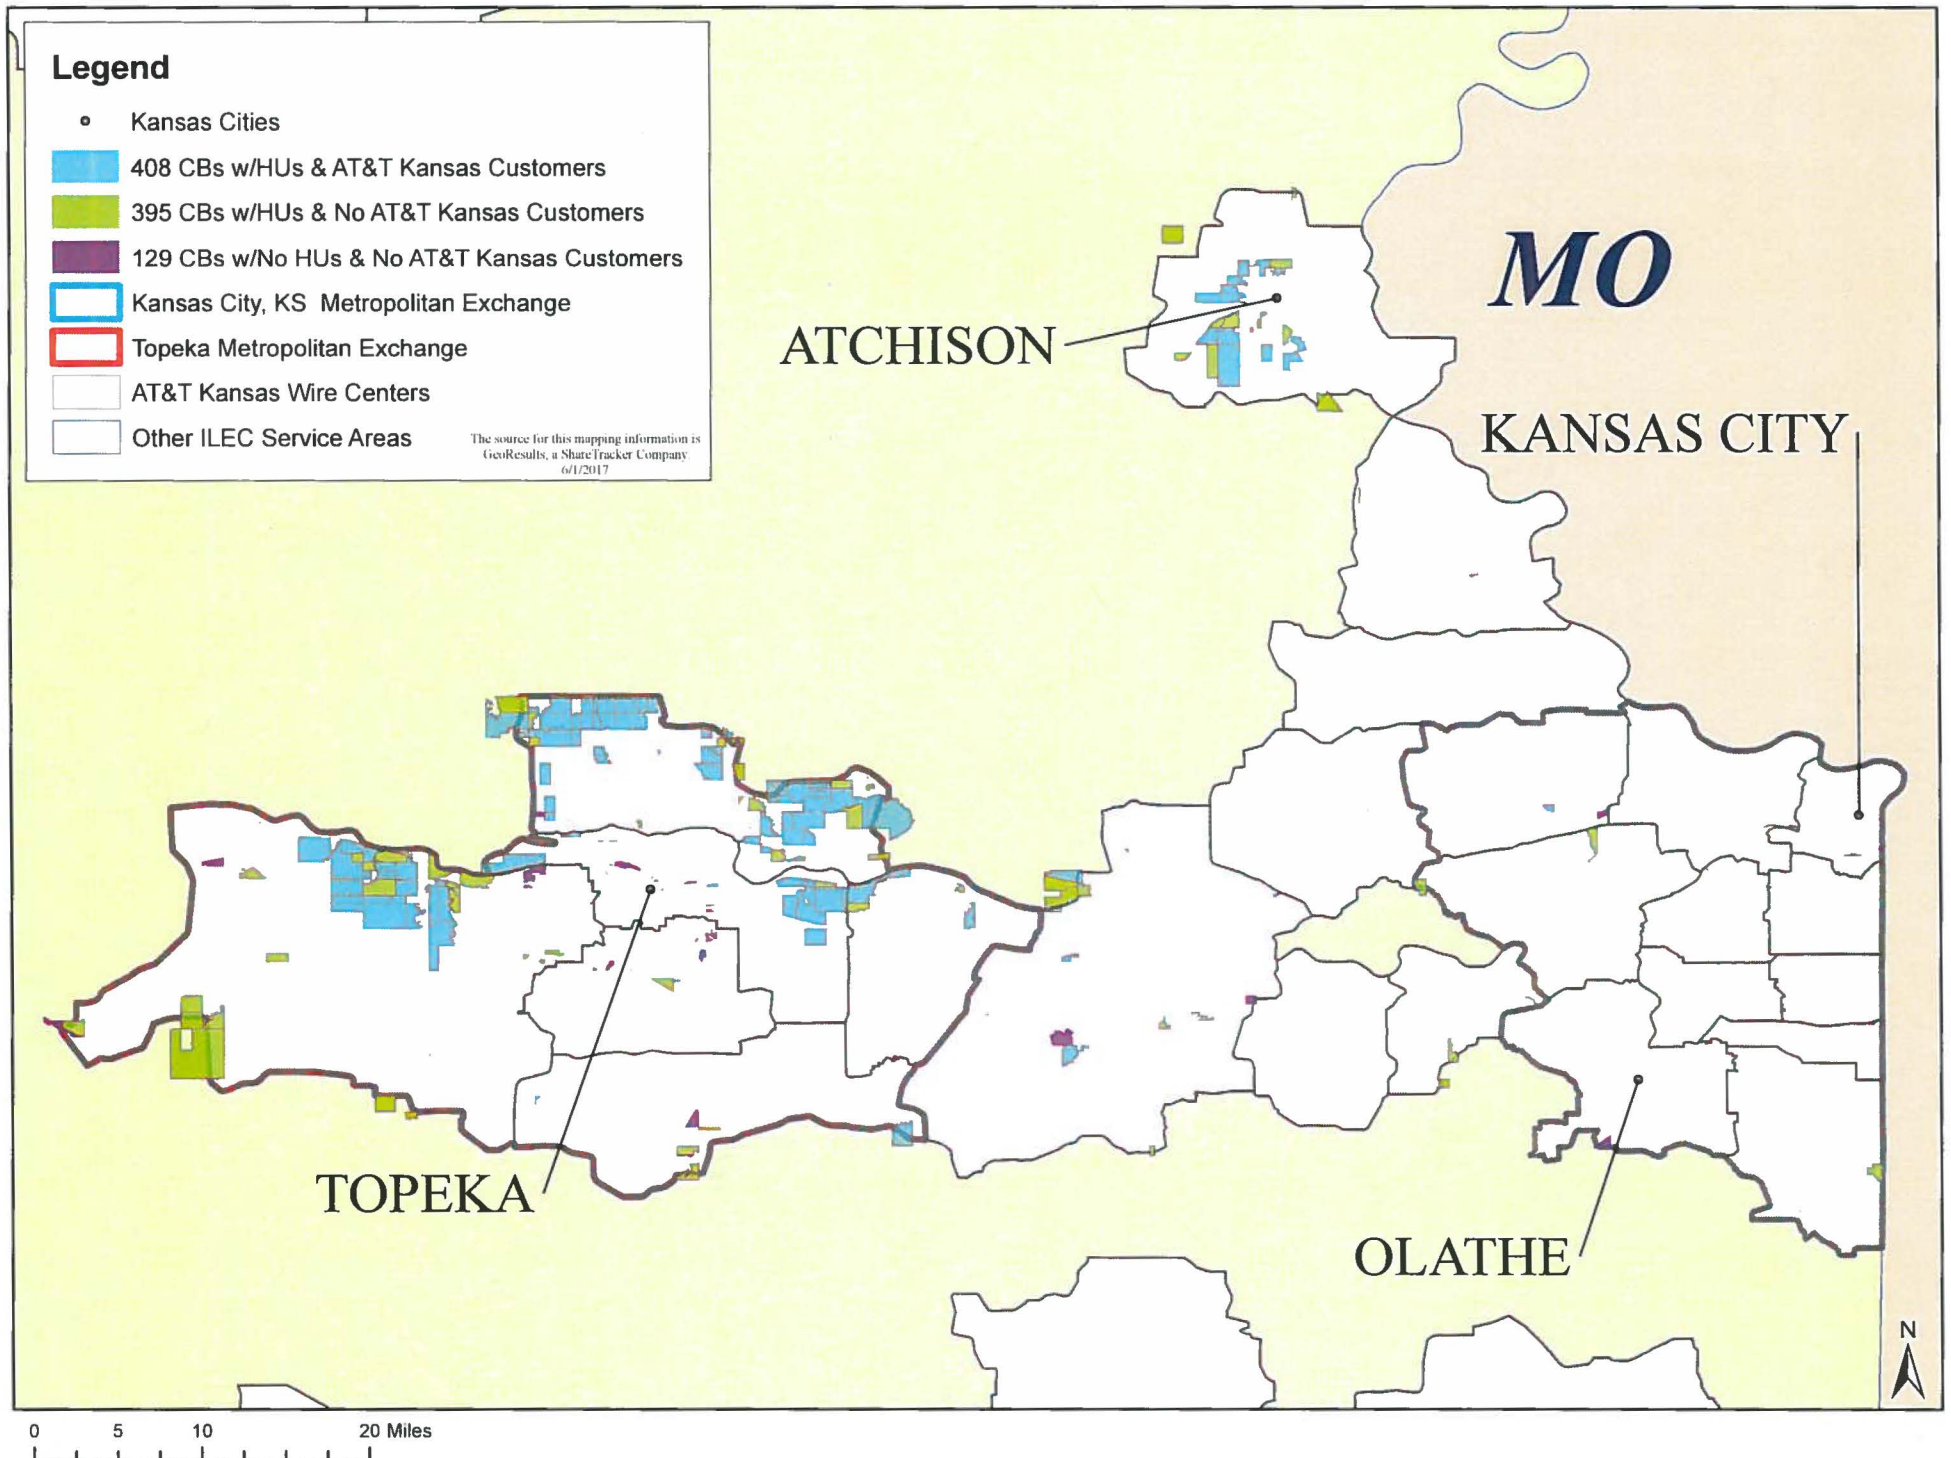 Legend
Kansas Cities
408 CBs w/HUs & AT&T Kansas Customers
395 CBs w/HUs & No AT&T Kansas Customers
129 CBs w/No HUs & No AT&T Kansas Customers
Kansas City, KS Metropolitan Exchange
Topeka Metropolitan Exchange
AT&T Kansas Wire Centers
Other ILEC Service Areas
The source for this mapping information is
GeoResults, a ShareTracker Company.
6/1/2017
MO
ATCHISON
KANSAS CITY
TOPEKA
OLATHE
N
0 5 10 20 Miles